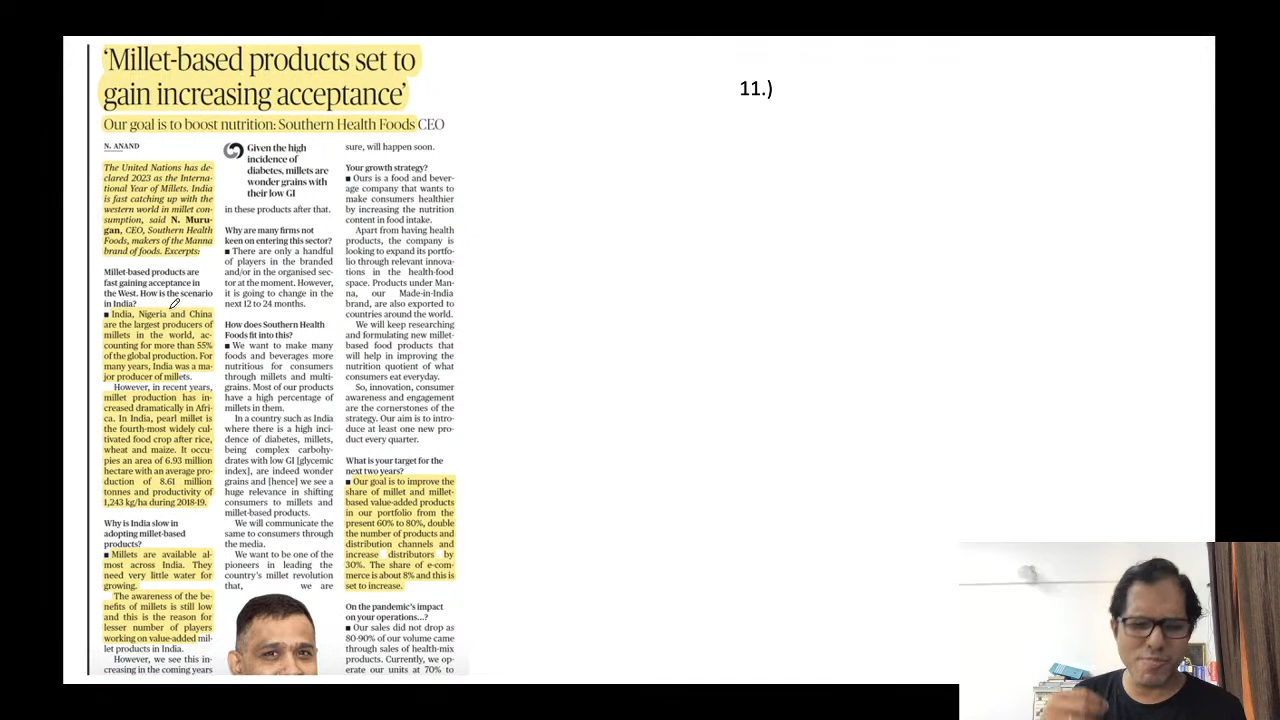 ‘Millet-based products set to
gain increasing acceptance’
Our goal is to boost nutrition: Southern Health Foods CEO
N. ANAND
The United Nations has de-
clared 2023 as the Interna-
tional Year of Millets. India
is fast catching up with the
western world in millet con-
sumption, said N. Muru-
gan, CEO, Southern Health
Foods, makers of the Manna
brand of foods. Excerpts:
Millet-based products are
fast gaining acceptance in
the West. How is the scenario
in India?
■ India, Nigeria and China
are the largest producers of
millets in the world, ac-
counting for more than 55%
of the global production. For
many years, India was a ma-
jor producer of millets.
However, in recent years,
millet production has in-
creased dramatically in Afri-
ca. In India, pearl millet is
the fourth-most widely cul-
tivated food crop after rice,
wheat and maize. It occu-
pies an area of 6.93 million
hectare with an average pro-
duction of 8.61 million
tonnes and productivity of
1,243 kg/ha during 2018-19.
Why is India slow in
adopting millet-based
products?
■ Millets are available al-
most across India. They
need very little water for
growing.
The awareness of the be-
nefits of millets is still low
and this is the reason for
lesser number of players
working on value-added mil-
let products in India.
However, we see this in-
creasing in the coming years
Given the high
incidence of
diabetes, millets are
wonder grains with
their low GI
in these products after that.
Why are many firms not
keen on entering this sector?
■ There are only a handful
of players in the branded
and/or in the organised sec-
tor at the moment. However,
it is going to change in the
next 12 to 24 months.
How does Southern Health
Foods fit into this?
■ We want to make many
foods and beverages more
nutritious for consumers
through millets and multi-
grains. Most of our products
have a high percentage of
millets in them.
In a country such as India
where there is a high inci-
dence of diabetes, millets,
being complex carbohy-
drates with low GI [glycemic
index], are indeed wonder
grains and [hence] we see a
huge relevance in shifting
consumers to millets and
millet-based products.
We will communicate the
same to consumers through
the media.
We want to be one of the
pioneers in leading the
country's millet revolution
that, we are
sure, will happen soon.
Your growth strategy?
■ Ours is a food and bever-
age company that wants to
make consumers healthier
by increasing the nutrition
content in food intake.
Apart from having health
products, the company is
looking to expand its portfo-
lio through relevant innova-
tions in the health-food
space. Products under Man-
na, our Made-in-India
brand, are also exported to
countries around the world.
We will keep researching
and formulating new millet-
based food products that
will help in improving the
nutrition quotient of what
consumers eat everyday.
So, innovation, consumer
awareness and engagement
are the cornerstones of the
strategy. Our aim is to intro-
duce at least one new pro-
duct every quarter.
What is your target for the
next two years?
■ Our goal is to improve the
share of millet and millet-
based value-added products
in our portfolio from the
present 60% to 80%, double
the number of products and
distribution channels and
increase distributors by
30%. The share of e-com-
merce is about 8% and this is
set to increase.
On the pandemic's impact
on your operations...?
■ Our sales did not drop as
80-90% of our volume came
through sales of health-mix
products. Currently, we op-
erate our units at 70% to
11.)